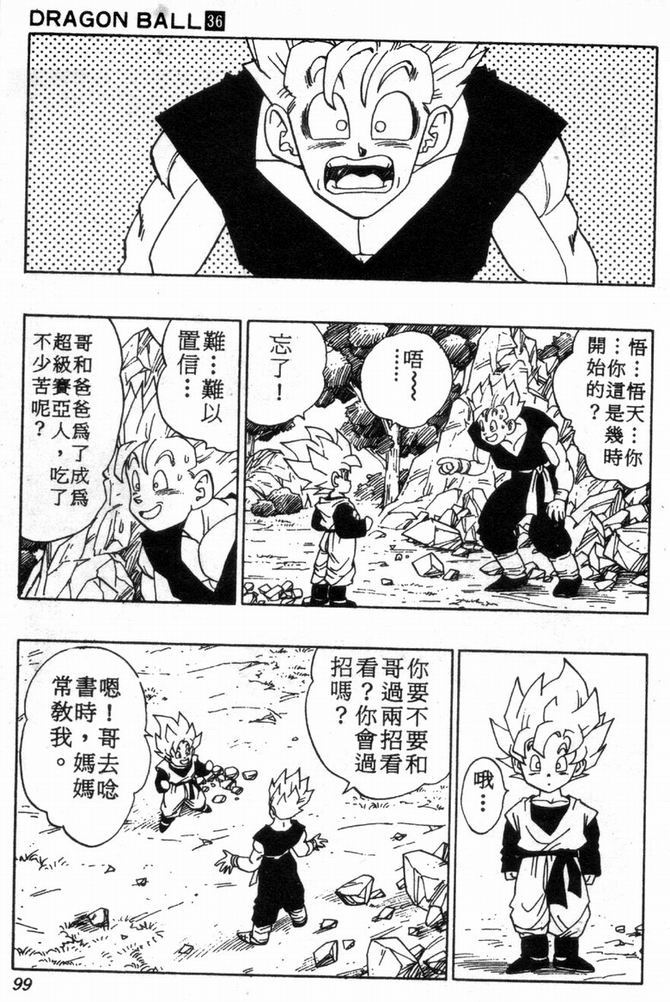 DRAGON BALL 36
悟…悟天…你
…你這是幾時
開始的？
唔～
……
忘了！
難…難以
置信…
哥和爸爸爲了成爲
超級賽亞人，吃了
不少苦呢？
哦…
你要不要和
哥過兩招看
看？你會過
招嗎？
嗯！哥去唸
書時，媽媽
常教我。
99